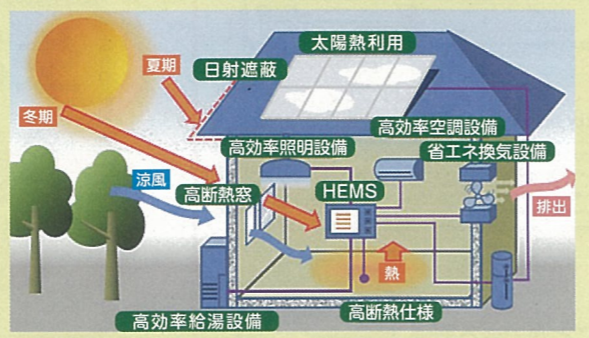 太陽熱利用
夏期
日射遮蔽
冬期
高効率照明設備
高効率空調設備
省エネ換気設備
涼風
高断熱窓
HEMS
排出
熱
高断熱仕様
高効率給湯設備